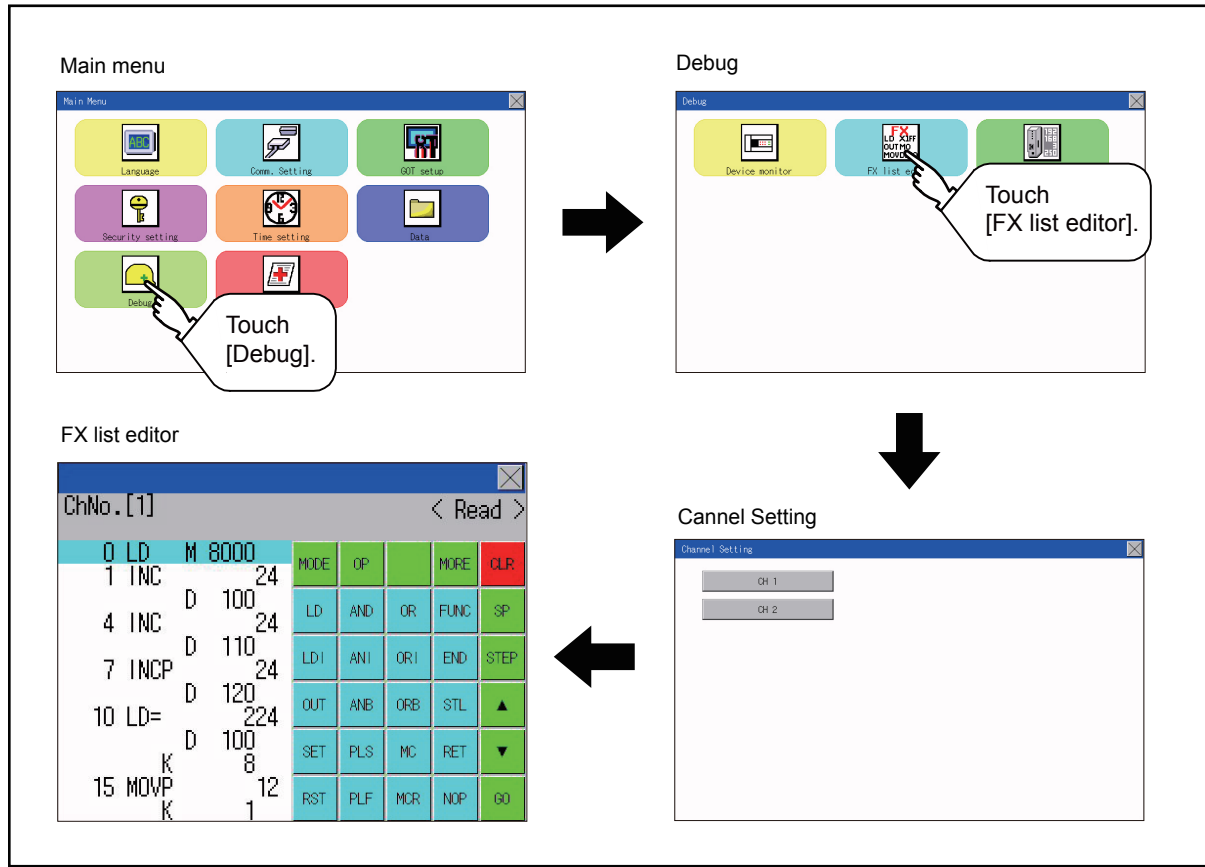 Main menu
Main Menu
Language
Comm. Setting
GOT setup
Security setting
Time setting
Data
Debug
Touch
[Debug].
Debug
Debug
Device monitor
FX
LD X1FF
OUT M0
FX list
Touch
[FX list editor].
Cannel Setting
Channel Setting
CH 1
CH 2
FX list editor
ChNo.[1]
< Read >
0 LD M 8000
1 INC 24
D 100
4 INC 24
D 110
7 INCP 24
D 120
10 LD= 224
D 100
K 8
15 MOVP 12
K 1
MODE OP MORE CLR
LD AND OR FUNC SP
LDI ANI ORI END STEP
OUT ANB ORB STL ▲
SET PLS MC RET ▼
RST PLF MCR NOP GO